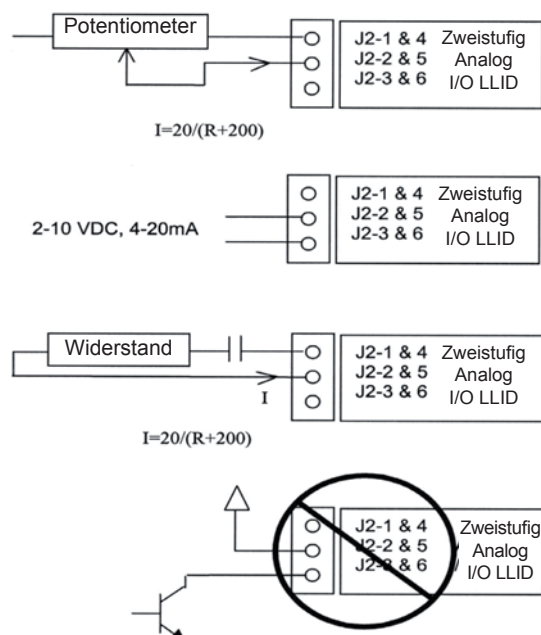 Potentiometer
J2-1 & 4 Zweistufig
J2-2 & 5 Analog
J2-3 & 6 I/O LLID
I=20/(R+200)
J2-1 & 4 Zweistufig
J2-2 & 5 Analog
J2-3 & 6 I/O LLID
2-10 VDC, 4-20mA
Widerstand
J2-1 & 4 Zweistufig
J2-2 & 5 Analog
J2-3 & 6 I/O LLID
I
I=20/(R+200)
J2-1 & 4 Zweistufig
J2-2 & 5 Analog
J2-3 & 6 I/O LLID